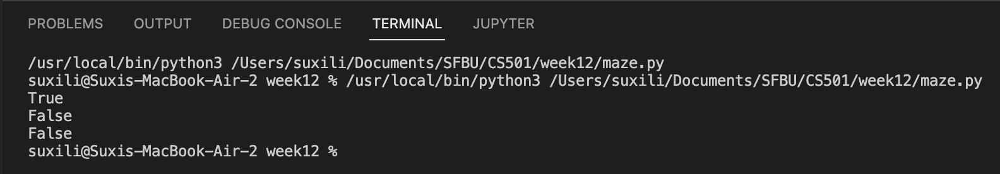 PROBLEMS OUTPUT DEBUG CONSOLE TERMINAL JUPYTER
/usr/local/bin/python3 /Users/suxili/Documents/SFBU/CS501/week12/maze.py
suxili@Suxis-MacBook-Air-2 week12 % /usr/local/bin/python3 /Users/suxili/Documents/SFBU/CS501/week12/maze.py
True
False
False
suxili@Suxis-MacBook-Air-2 week12 %